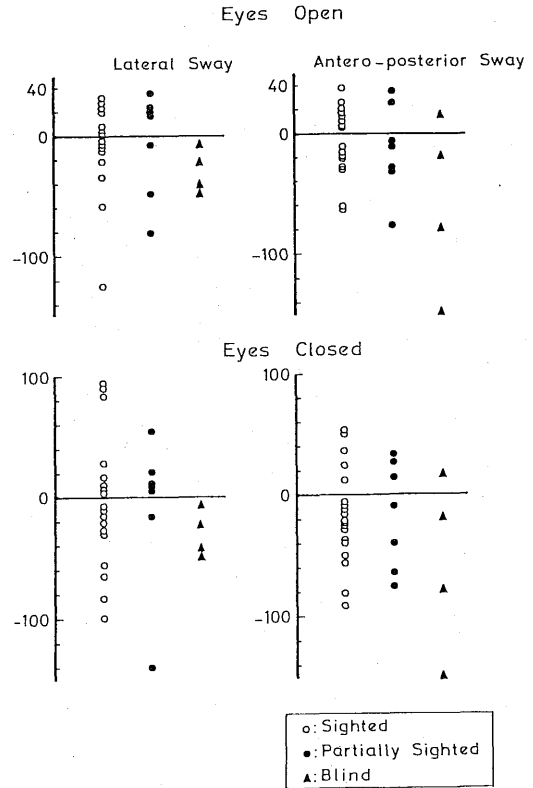 Eyes Open
Lateral Sway
Antero-posterior Sway
40
0
-100
40
0
-100
Eyes Closed
100
0
-100
100
0
-100
o: Sighted
●: Partially Sighted
▲: Blind